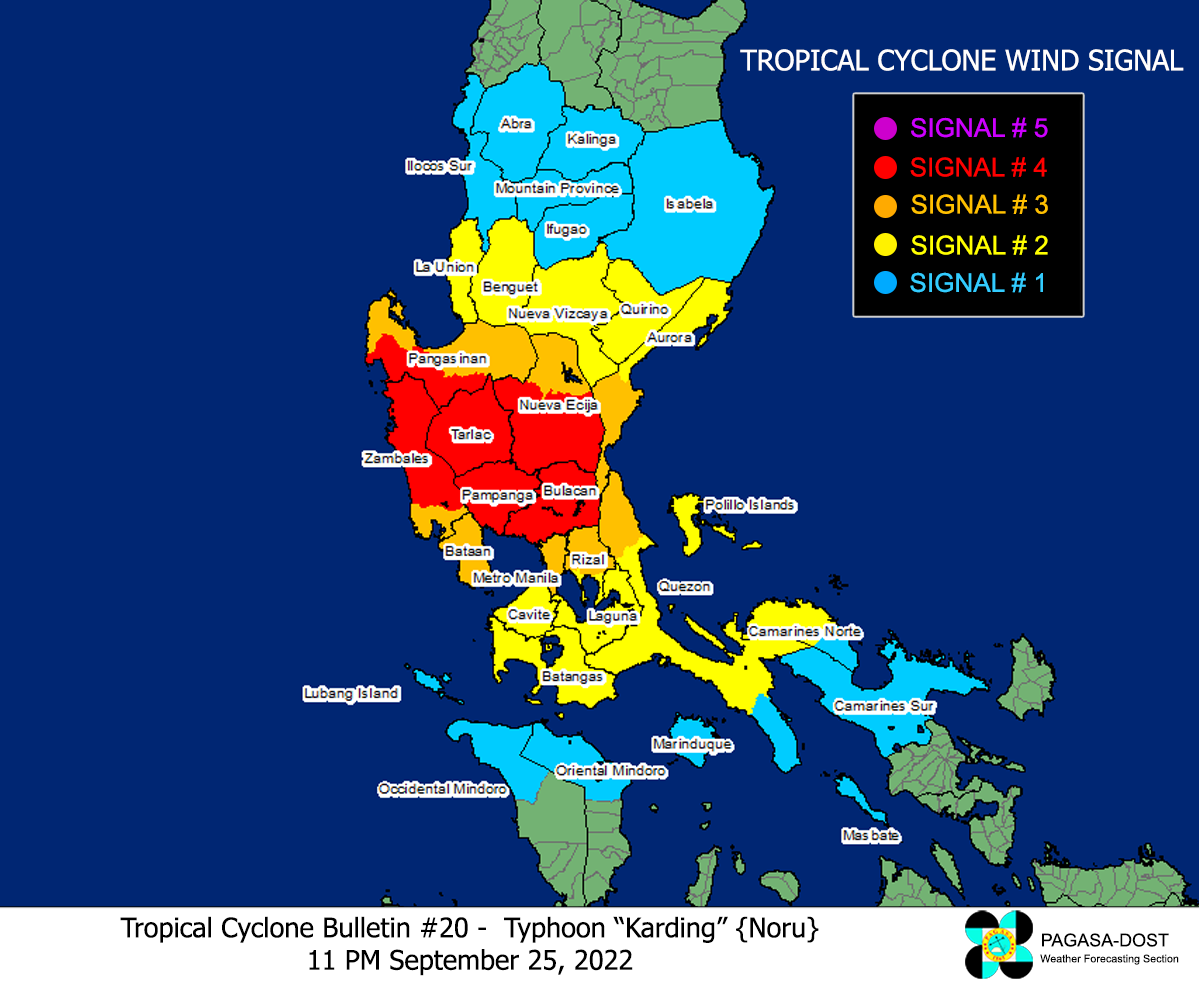 TROPICAL CYCLONE WIND SIGNAL
SIGNAL # 5
SIGNAL # 4
SIGNAL # 3
SIGNAL # 2
SIGNAL # 1
Abra
Kalinga
Ilocos Sur
Mountain Province
Isabela
Ifugao
La Union
Benguet
Nueva Vizcaya
Quirino
Aurora
Pangasinan
Nueva Ecija
Tarlac
Zambales
Pampanga
Bulacan
Polillo Islands
Bataan
Rizal
Metro Manila
Quezon
Cavite
Laguna
Camarines Norte
Batangas
Lubang Island
Camarines Sur
Marinduque
Oriental Mindoro
Occidental Mindoro
Masbate
Tropical Cyclone Bulletin #20 - Typhoon “Karding” {Noru}
11 PM September 25, 2022
PAGASA
PAGASA-DOST
Weather Forecasting Section